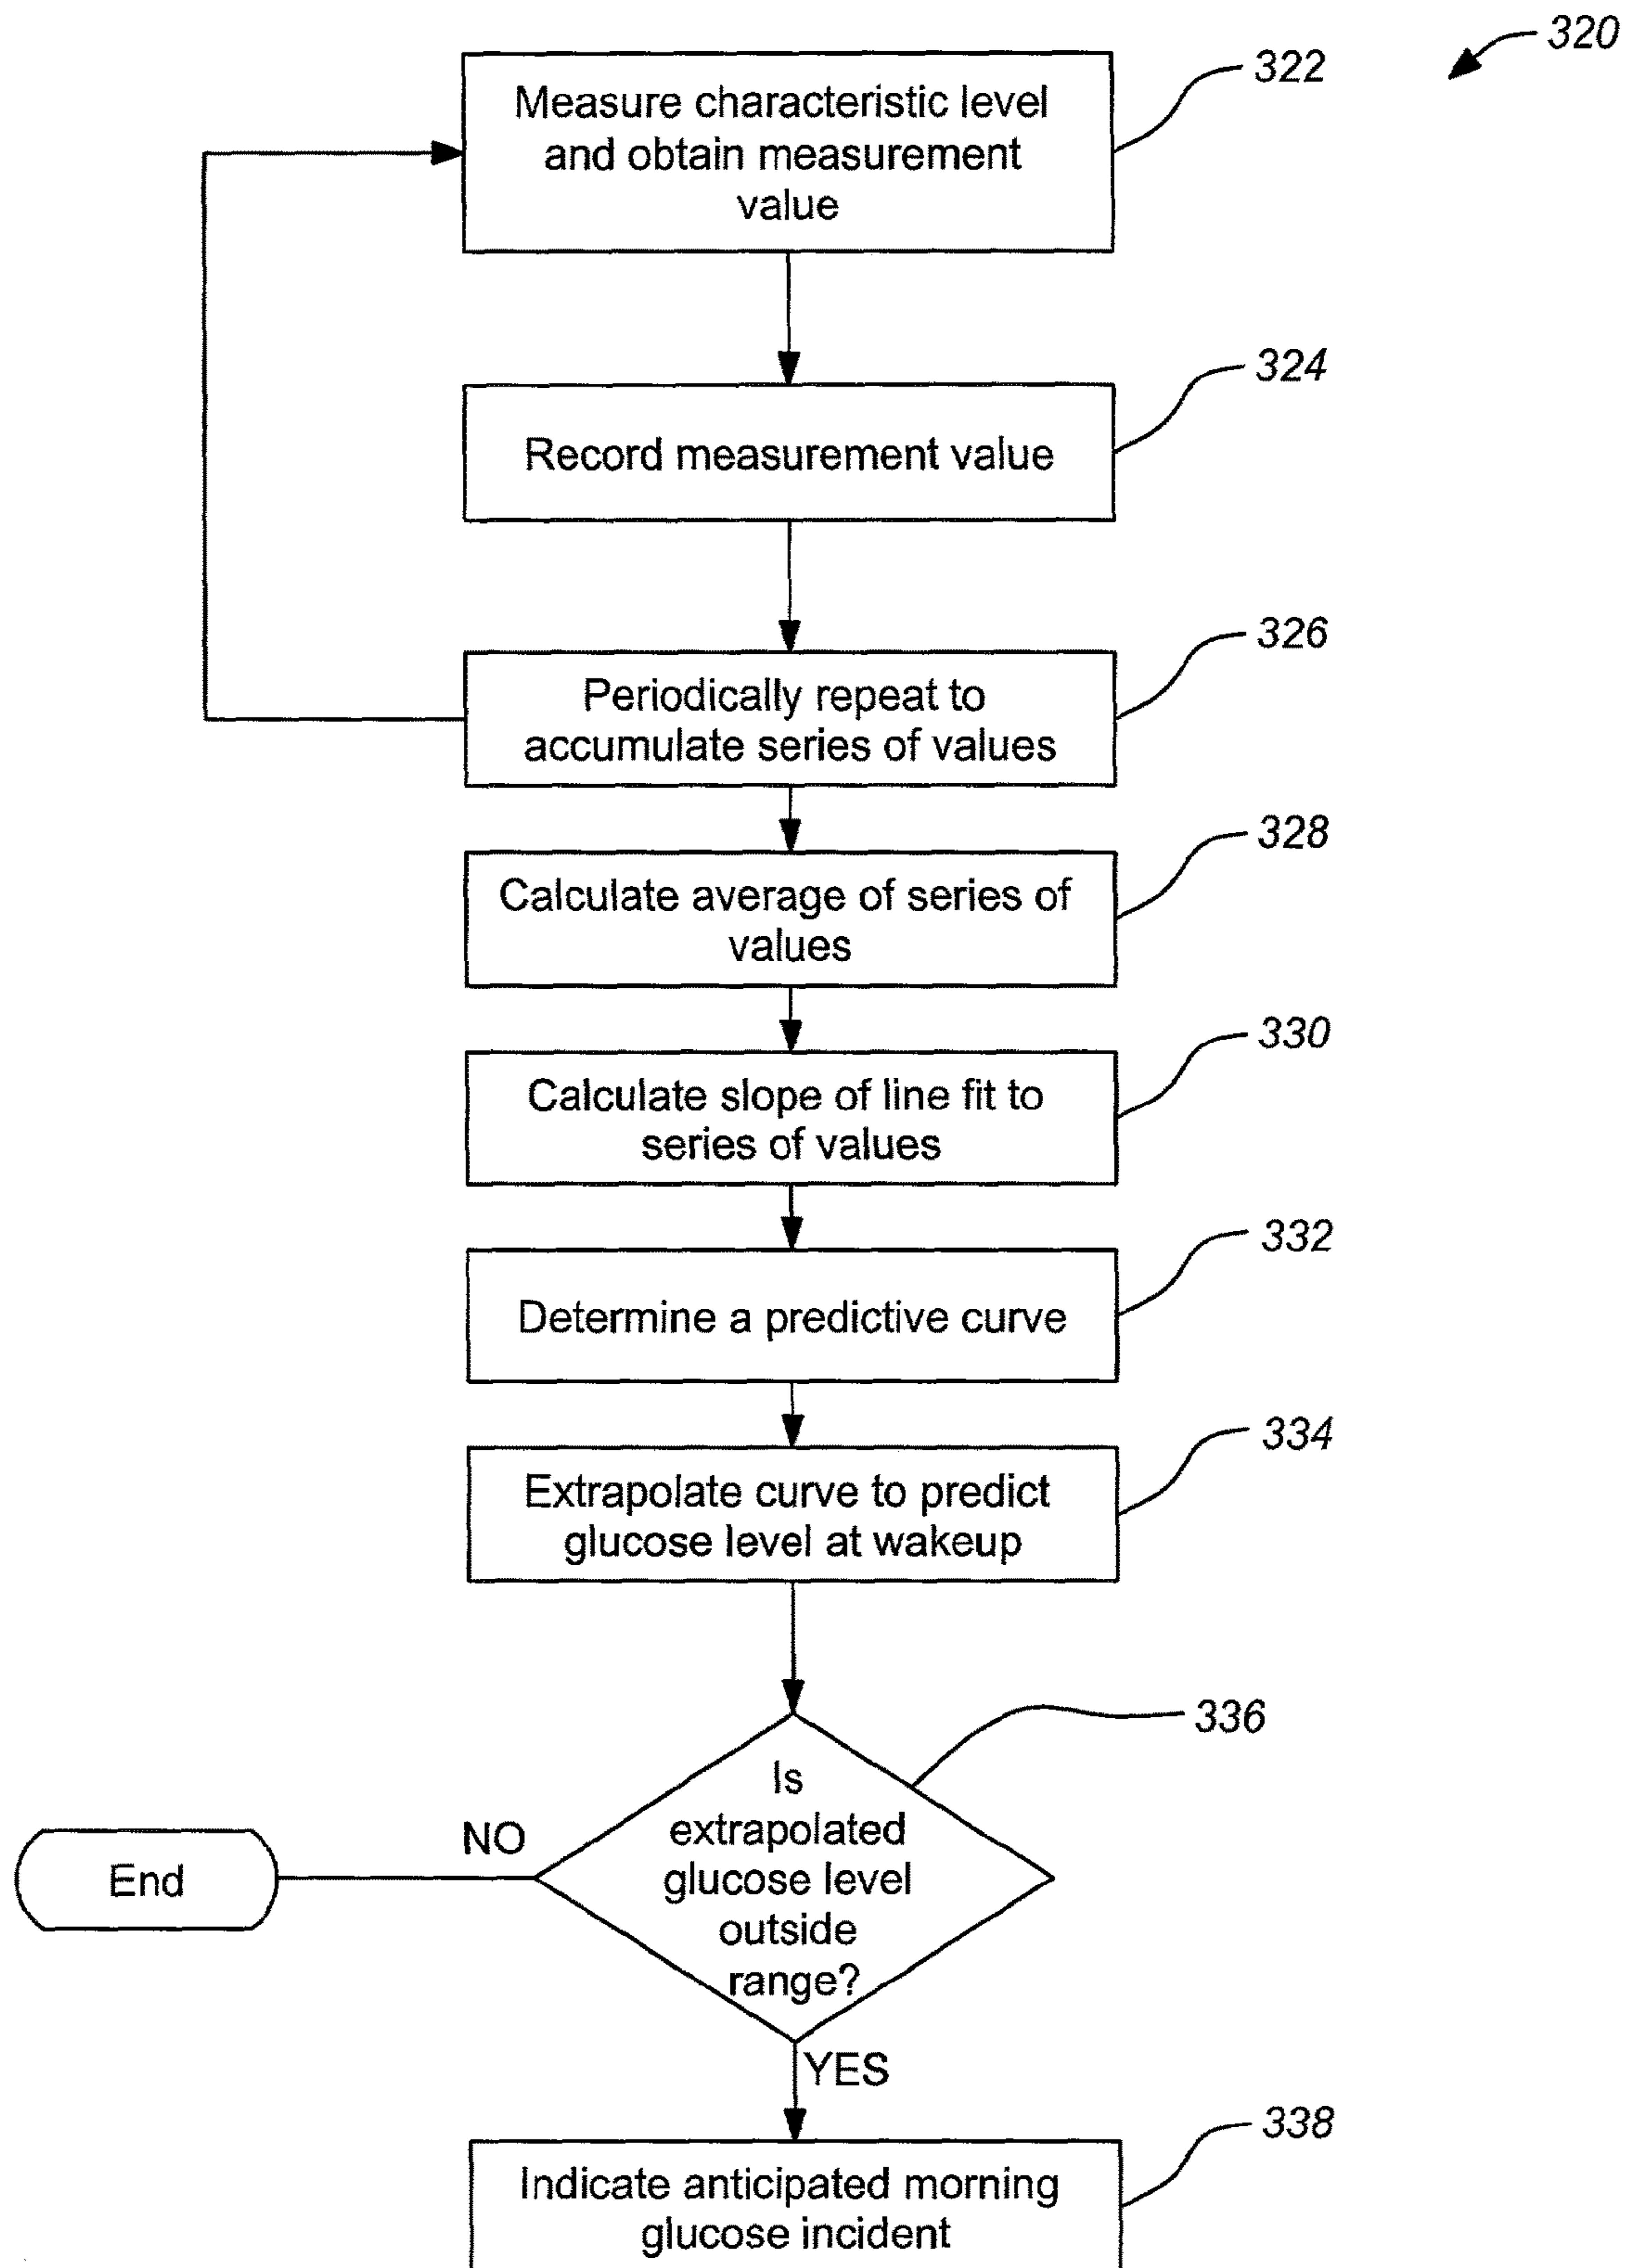 320
322
Measure characteristic level
and obtain measurement
value
324
Record measurement value
326
Periodically repeat to
accumulate series of values
328
Calculate average of series of
values
330
Calculate slope of line fit to
series of values
332
Determine a predictive curve
334
Extrapolate curve to predict
glucose level at wakeup
336
Is
extrapolated
glucose level
outside
range?
NO
End
YES
338
Indicate anticipated morning
glucose incident